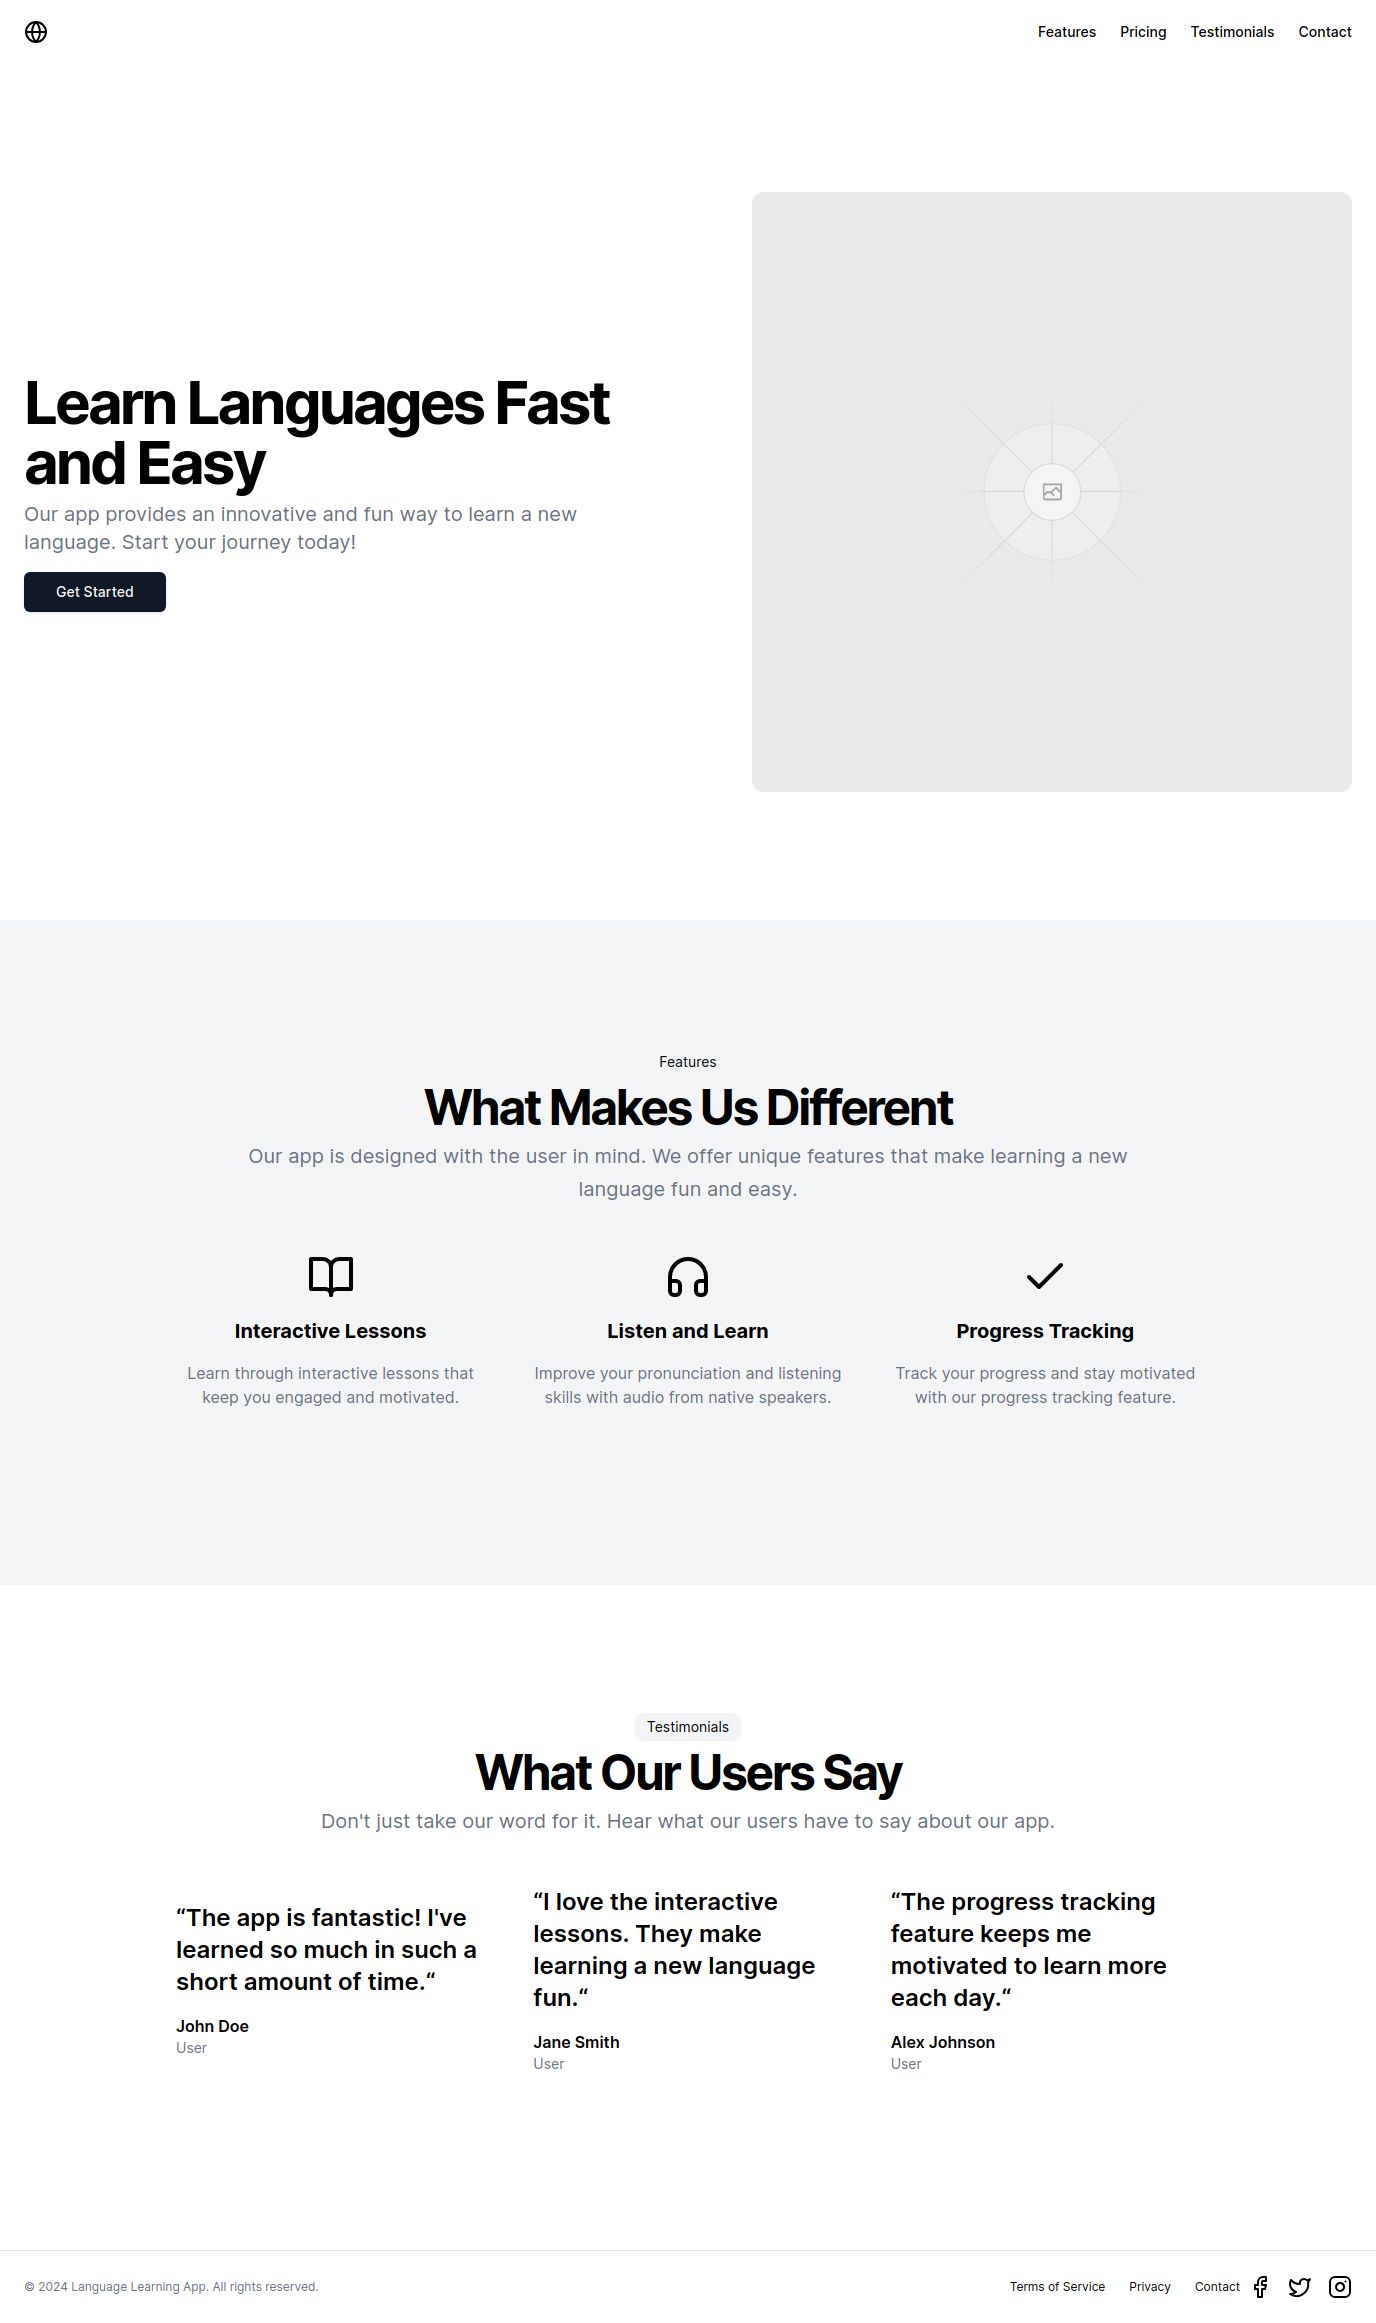 Features Pricing Testimonials Contact
Learn Languages Fast
and Easy
Our app provides an innovative and fun way to learn a new
language. Start your journey today!
Get Started
Features
What Makes Us Different
Our app is designed with the user in mind. We offer unique features that make learning a new
language fun and easy.
Interactive Lessons
Learn through interactive lessons that
keep you engaged and motivated.
Listen and Learn
Improve your pronunciation and listening
skills with audio from native speakers.
Progress Tracking
Track your progress and stay motivated
with our progress tracking feature.
Testimonials
What Our Users Say
Don't just take our word for it. Hear what our users have to say about our app.
“The app is fantastic! I've
learned so much in such a
short amount of time.“
John Doe
User
“I love the interactive
lessons. They make
learning a new language
fun.“
Jane Smith
User
“The progress tracking
feature keeps me
motivated to learn more
each day.“
Alex Johnson
User
© 2024 Language Learning App. All rights reserved.
Terms of Service Privacy Contact